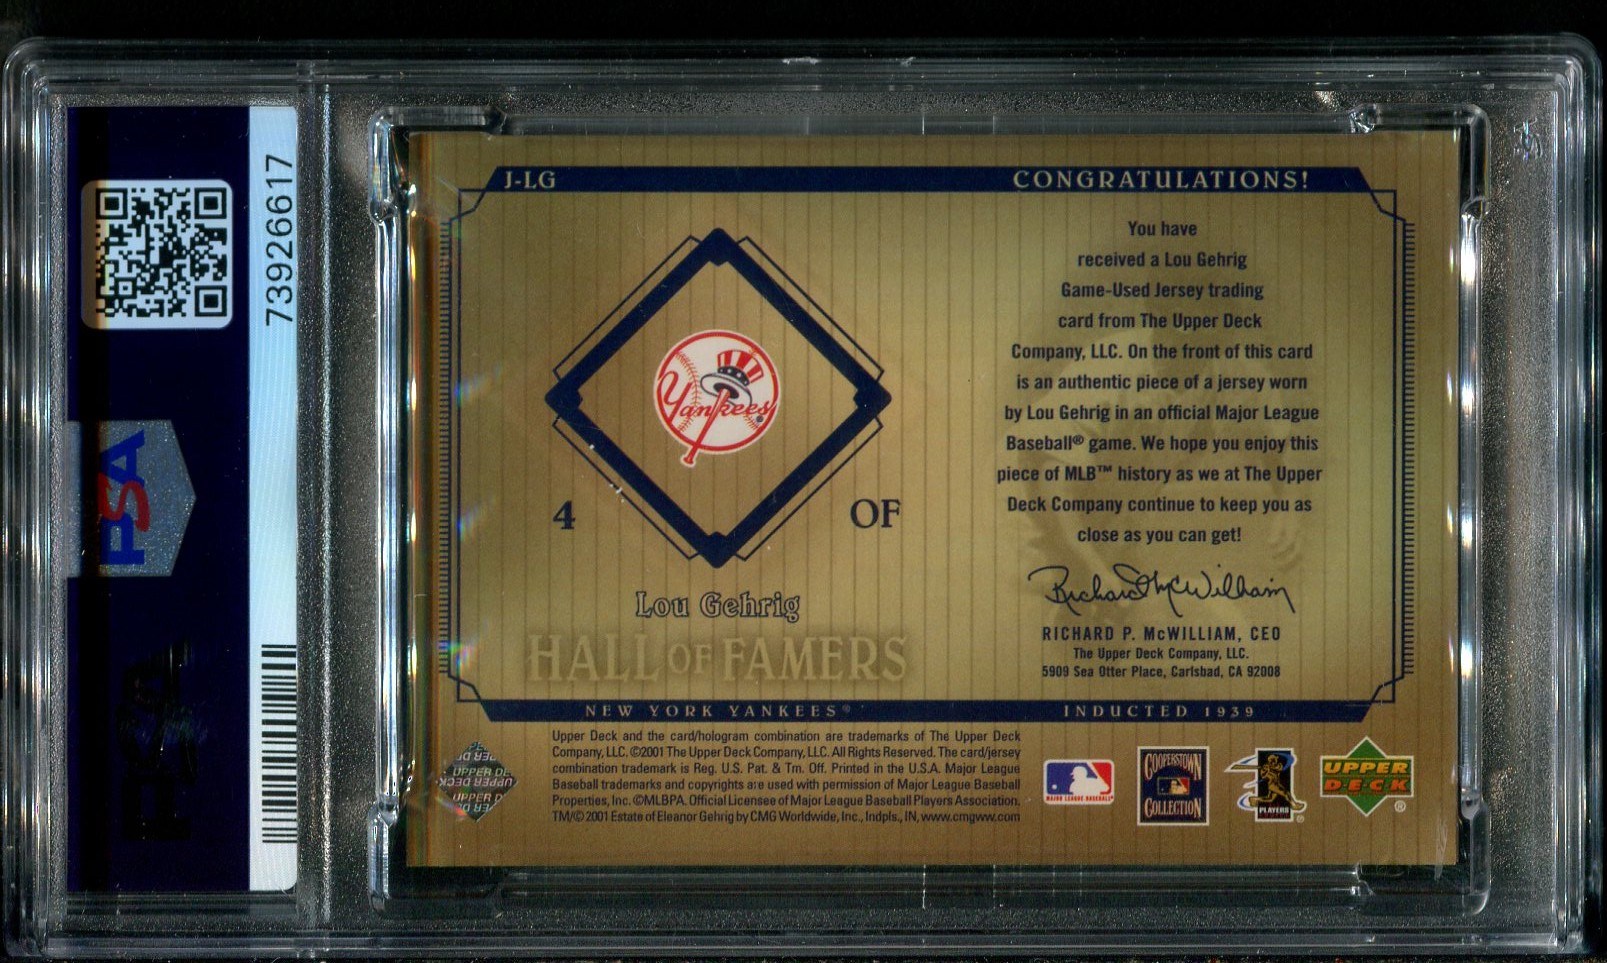 73926617
PSA
J-LG
CONGRATULATIONS!
You have
received a Lou Gehrig
Game-Used Jersey trading
card from The Upper Deck
Company, LLC. On the front of this card
is an authentic piece of a jersey worn
by Lou Gehrig in an official Major League
Baseball® game. We hope you enjoy this
piece of MLB™ history as we at The Upper
Deck Company continue to keep you as
close as you can get!
Richard McWilliam
RICHARD P. McWILLIAM, CEO
The Upper Deck Company, LLC.
5909 Sea Otter Place, Carlsbad, CA 92008
Yankees®
4 OF
Lou Gehrig
HALL OF FAMERS
NEW YORK YANKEES®
INDUCTED 1939
Upper Deck and the card/hologram combination are trademarks of The Upper Deck
Company, LLC. ©2001 The Upper Deck Company, LLC. All Rights Reserved. The card/jersey
combination trademark is Reg. U.S. Pat. & Tm. Off. Printed in the U.S.A. Major League
Baseball trademarks and copyrights are used with permission of Major League Baseball
Properties, Inc. ©MLBPA. Official Licensee of Major League Baseball Players Association.
TM/© 2001 Estate of Eleanor Gehrig by CMG Worldwide, Inc., Indpls., IN, www.cmgww.com
UPPER DECK
MAJOR LEAGUE BASEBALL
COOPERSTOWN
COLLECTION
PLAYERS
UPPER
DECK®